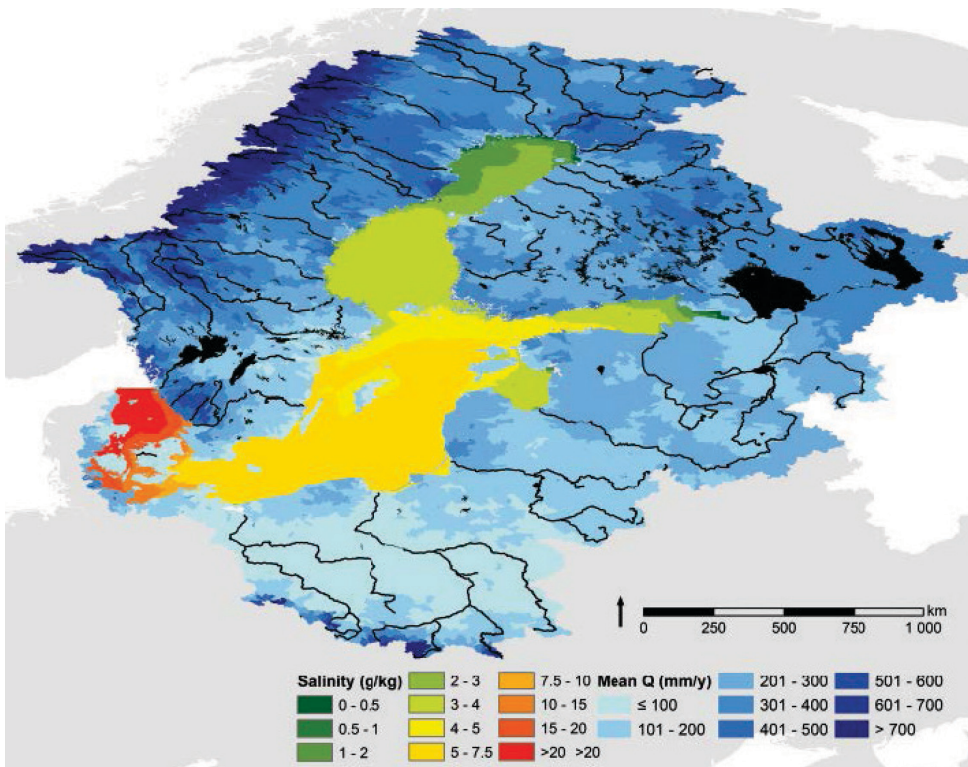 km
0 250 500 750 1 000
Salinity (g/kg) 2 - 3 7.5 - 10 Mean Q (mm/y) 201 - 300 501 - 600
0 - 0.5 3 - 4 10 - 15 ≤ 100 301 - 400 601 - 700
0.5 - 1 4 - 5 15 - 20 101 - 200 401 - 500 > 700
1 - 2 5 - 7.5 >20 >20